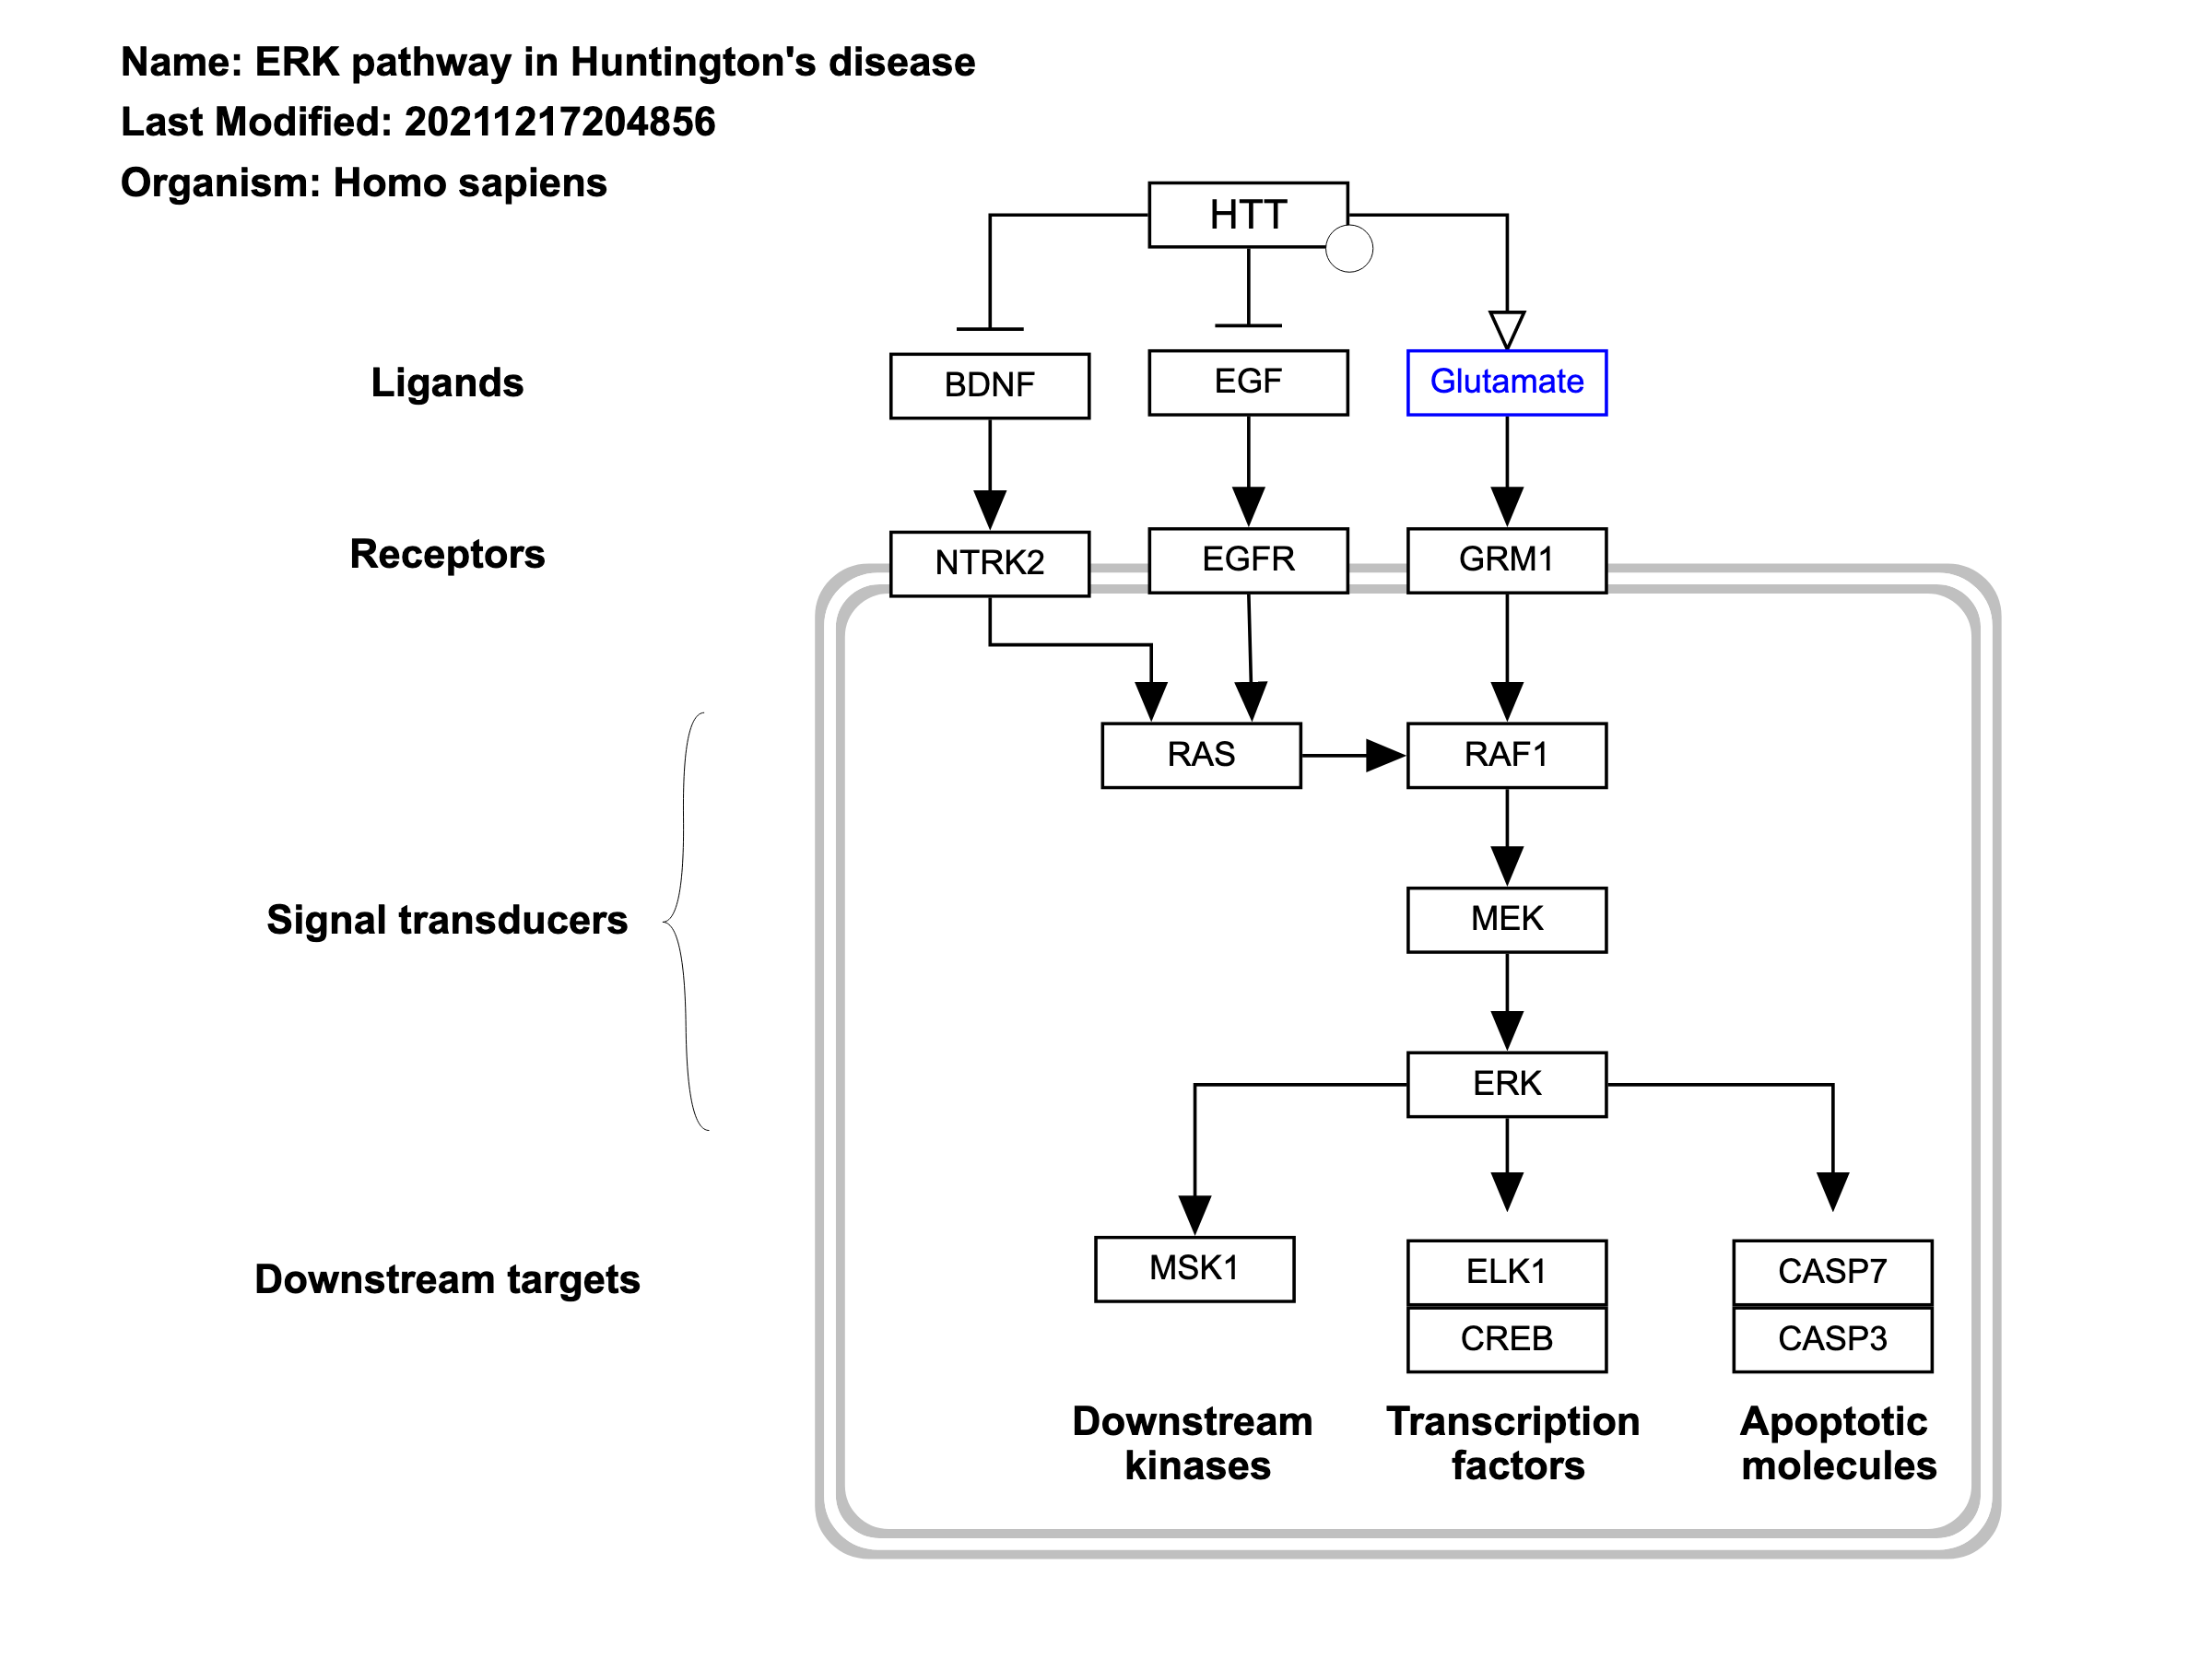 Name: ERK pathway in Huntington's disease
Last Modified: 20211217204856
Organism: Homo sapiens
HTT
Ligands
BDNF
EGF
Glutamate
Receptors
NTRK2
EGFR
GRM1
RAS
RAF1
Signal transducers
MEK
ERK
Downstream targets
MSK1
ELK1
CASP7
CREB
CASP3
Downstream
kinases
Transcription
factors
Apoptotic
molecules